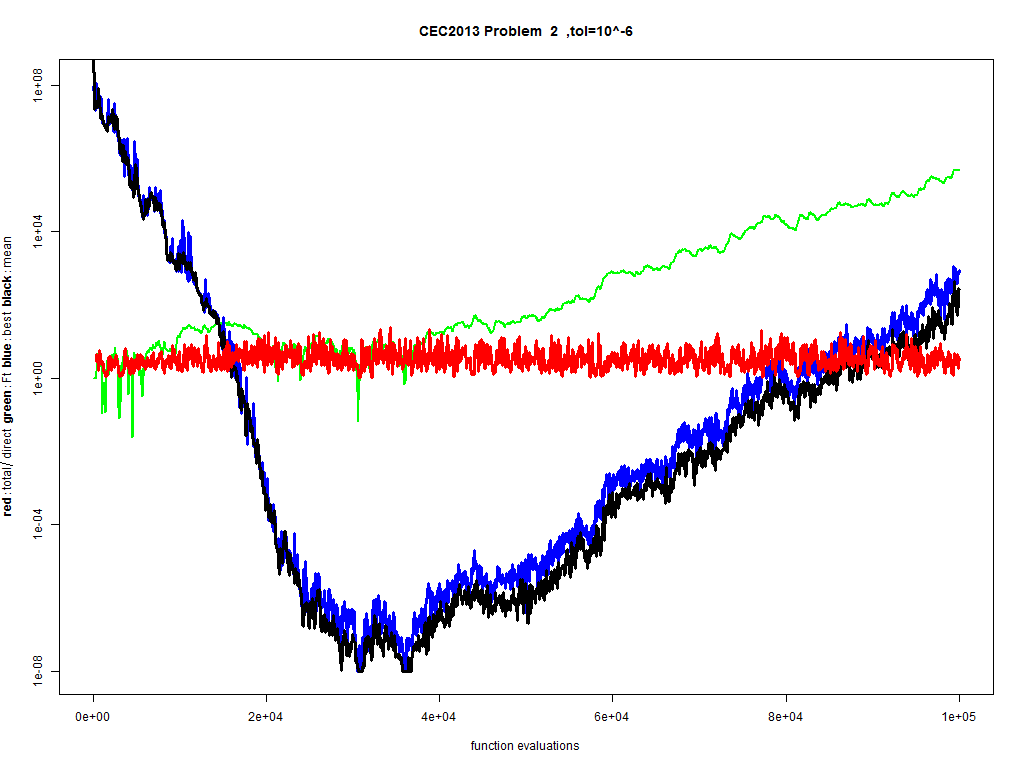 CEC2013 Problem 2 ,tol=10^-6
red : total/ direct green : Ft blue : best black : mean
1e+08
1e+04
1e+00
1e-04
1e-08
0e+00 2e+04 4e+04 6e+04 8e+04 1e+05
function evaluations